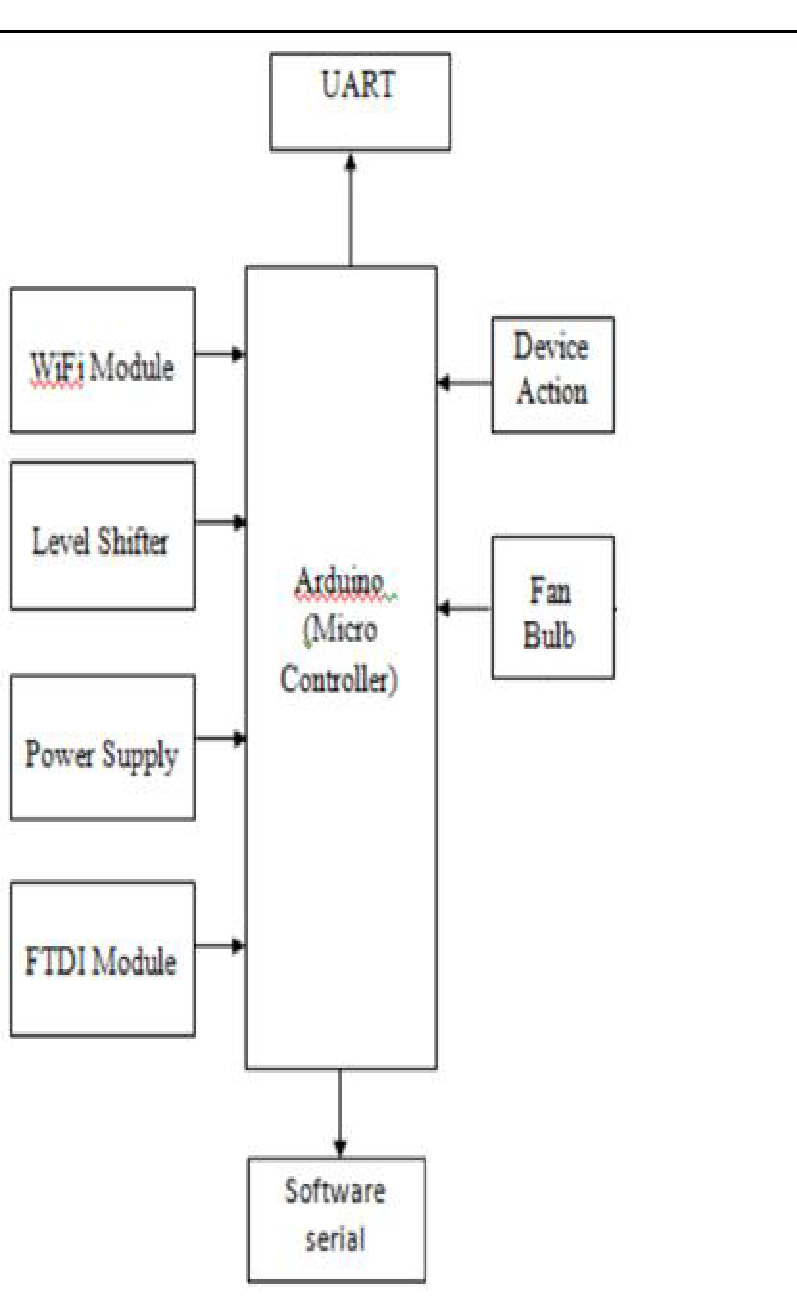 UART
WiFi Module
Device
Action
Level Shifter
Arduino
(Micro
Controller)
Fan
Bulb
Power Supply
FTDI Module
Software
serial